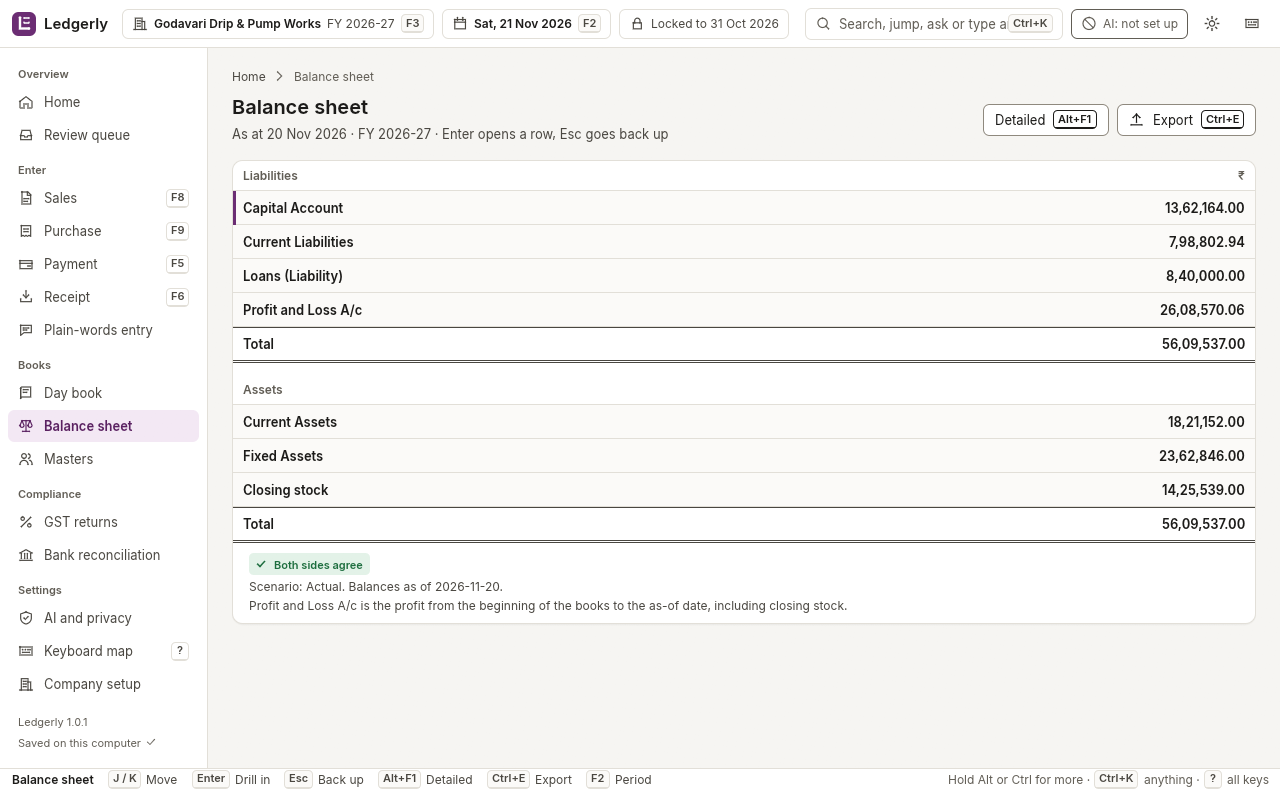 Ledgerly
Godavari Drip & Pump Works FY 2026-27 F3
Sat, 21 Nov 2026 F2
Locked to 31 Oct 2026
Search, jump, ask or type a Ctrl+K
AI: not set up
Overview
Home
Review queue
Enter
Sales F8
Purchase F9
Payment F5
Receipt F6
Plain-words entry
Books
Day book
Balance sheet
Masters
Compliance
GST returns
Bank reconciliation
Settings
AI and privacy
Keyboard map ?
Company setup
Ledgerly 1.0.1
Saved on this computer
Home Balance sheet
Balance sheet
As at 20 Nov 2026 · FY 2026-27 · Enter opens a row, Esc goes back up
Detailed Alt+F1
Export Ctrl+E
Liabilities ₹
Capital Account 13,62,164.00
Current Liabilities 7,98,802.94
Loans (Liability) 8,40,000.00
Profit and Loss A/c 26,08,570.06
Total 56,09,537.00
Assets
Current Assets 18,21,152.00
Fixed Assets 23,62,846.00
Closing stock 14,25,539.00
Total 56,09,537.00
Both sides agree
Scenario: Actual. Balances as of 2026-11-20.
Profit and Loss A/c is the profit from the beginning of the books to the as-of date, including closing stock.
Balance sheet J / K Move Enter Drill in Esc Back up Alt+F1 Detailed Ctrl+E Export F2 Period
Hold Alt or Ctrl for more · Ctrl+K anything · ? all keys